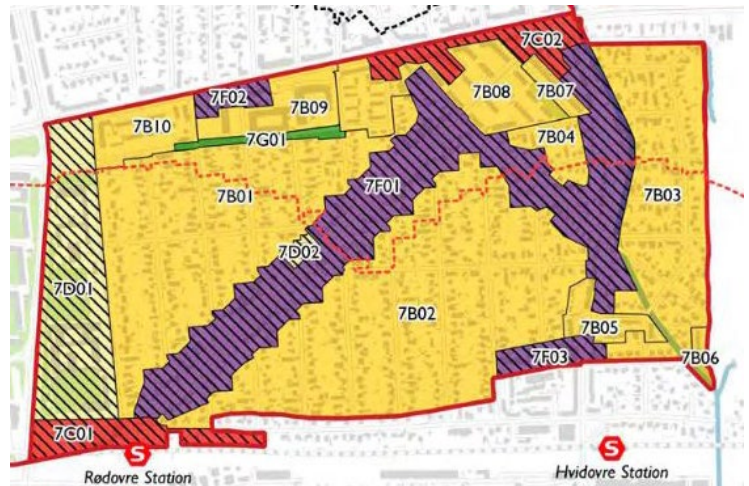 7C02
7F02
7B08
7B07
7B10
7B09
7G01
7B04
7B01
7F01
7B03
7D02
7D01
7B02
7B05
7F03
7B06
7C01
S
S
Rødovre Station
Hvidovre Station